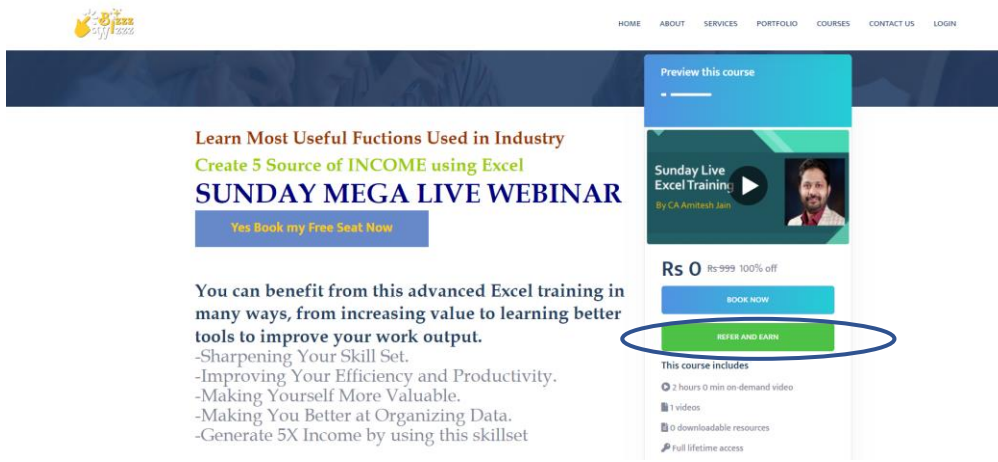 Bizzz
Wizzz
HOME ABOUT SERVICES PORTFOLIO COURSES CONTACT US LOGIN
Preview this course
Learn Most Useful Fuctions Used in Industry
Create 5 Source of INCOME using Excel
SUNDAY MEGA LIVE WEBINAR
Yes Book my Free Seat Now
You can benefit from this advanced Excel training in
many ways, from increasing value to learning better
tools to improve your work output.
-Sharpening Your Skill Set.
-Improving Your Efficiency and Productivity.
-Making Yourself More Valuable.
-Making You Better at Organizing Data.
-Generate 5X Income by using this skillset
Sunday Live
Excel Training
By CA Amitesh Jain
Rs 0 Rs 999 100% off
BOOK NOW
REFER AND EARN
This course includes
2 hours 0 min on-demand video
1 videos
0 downloadable resources
Full lifetime access